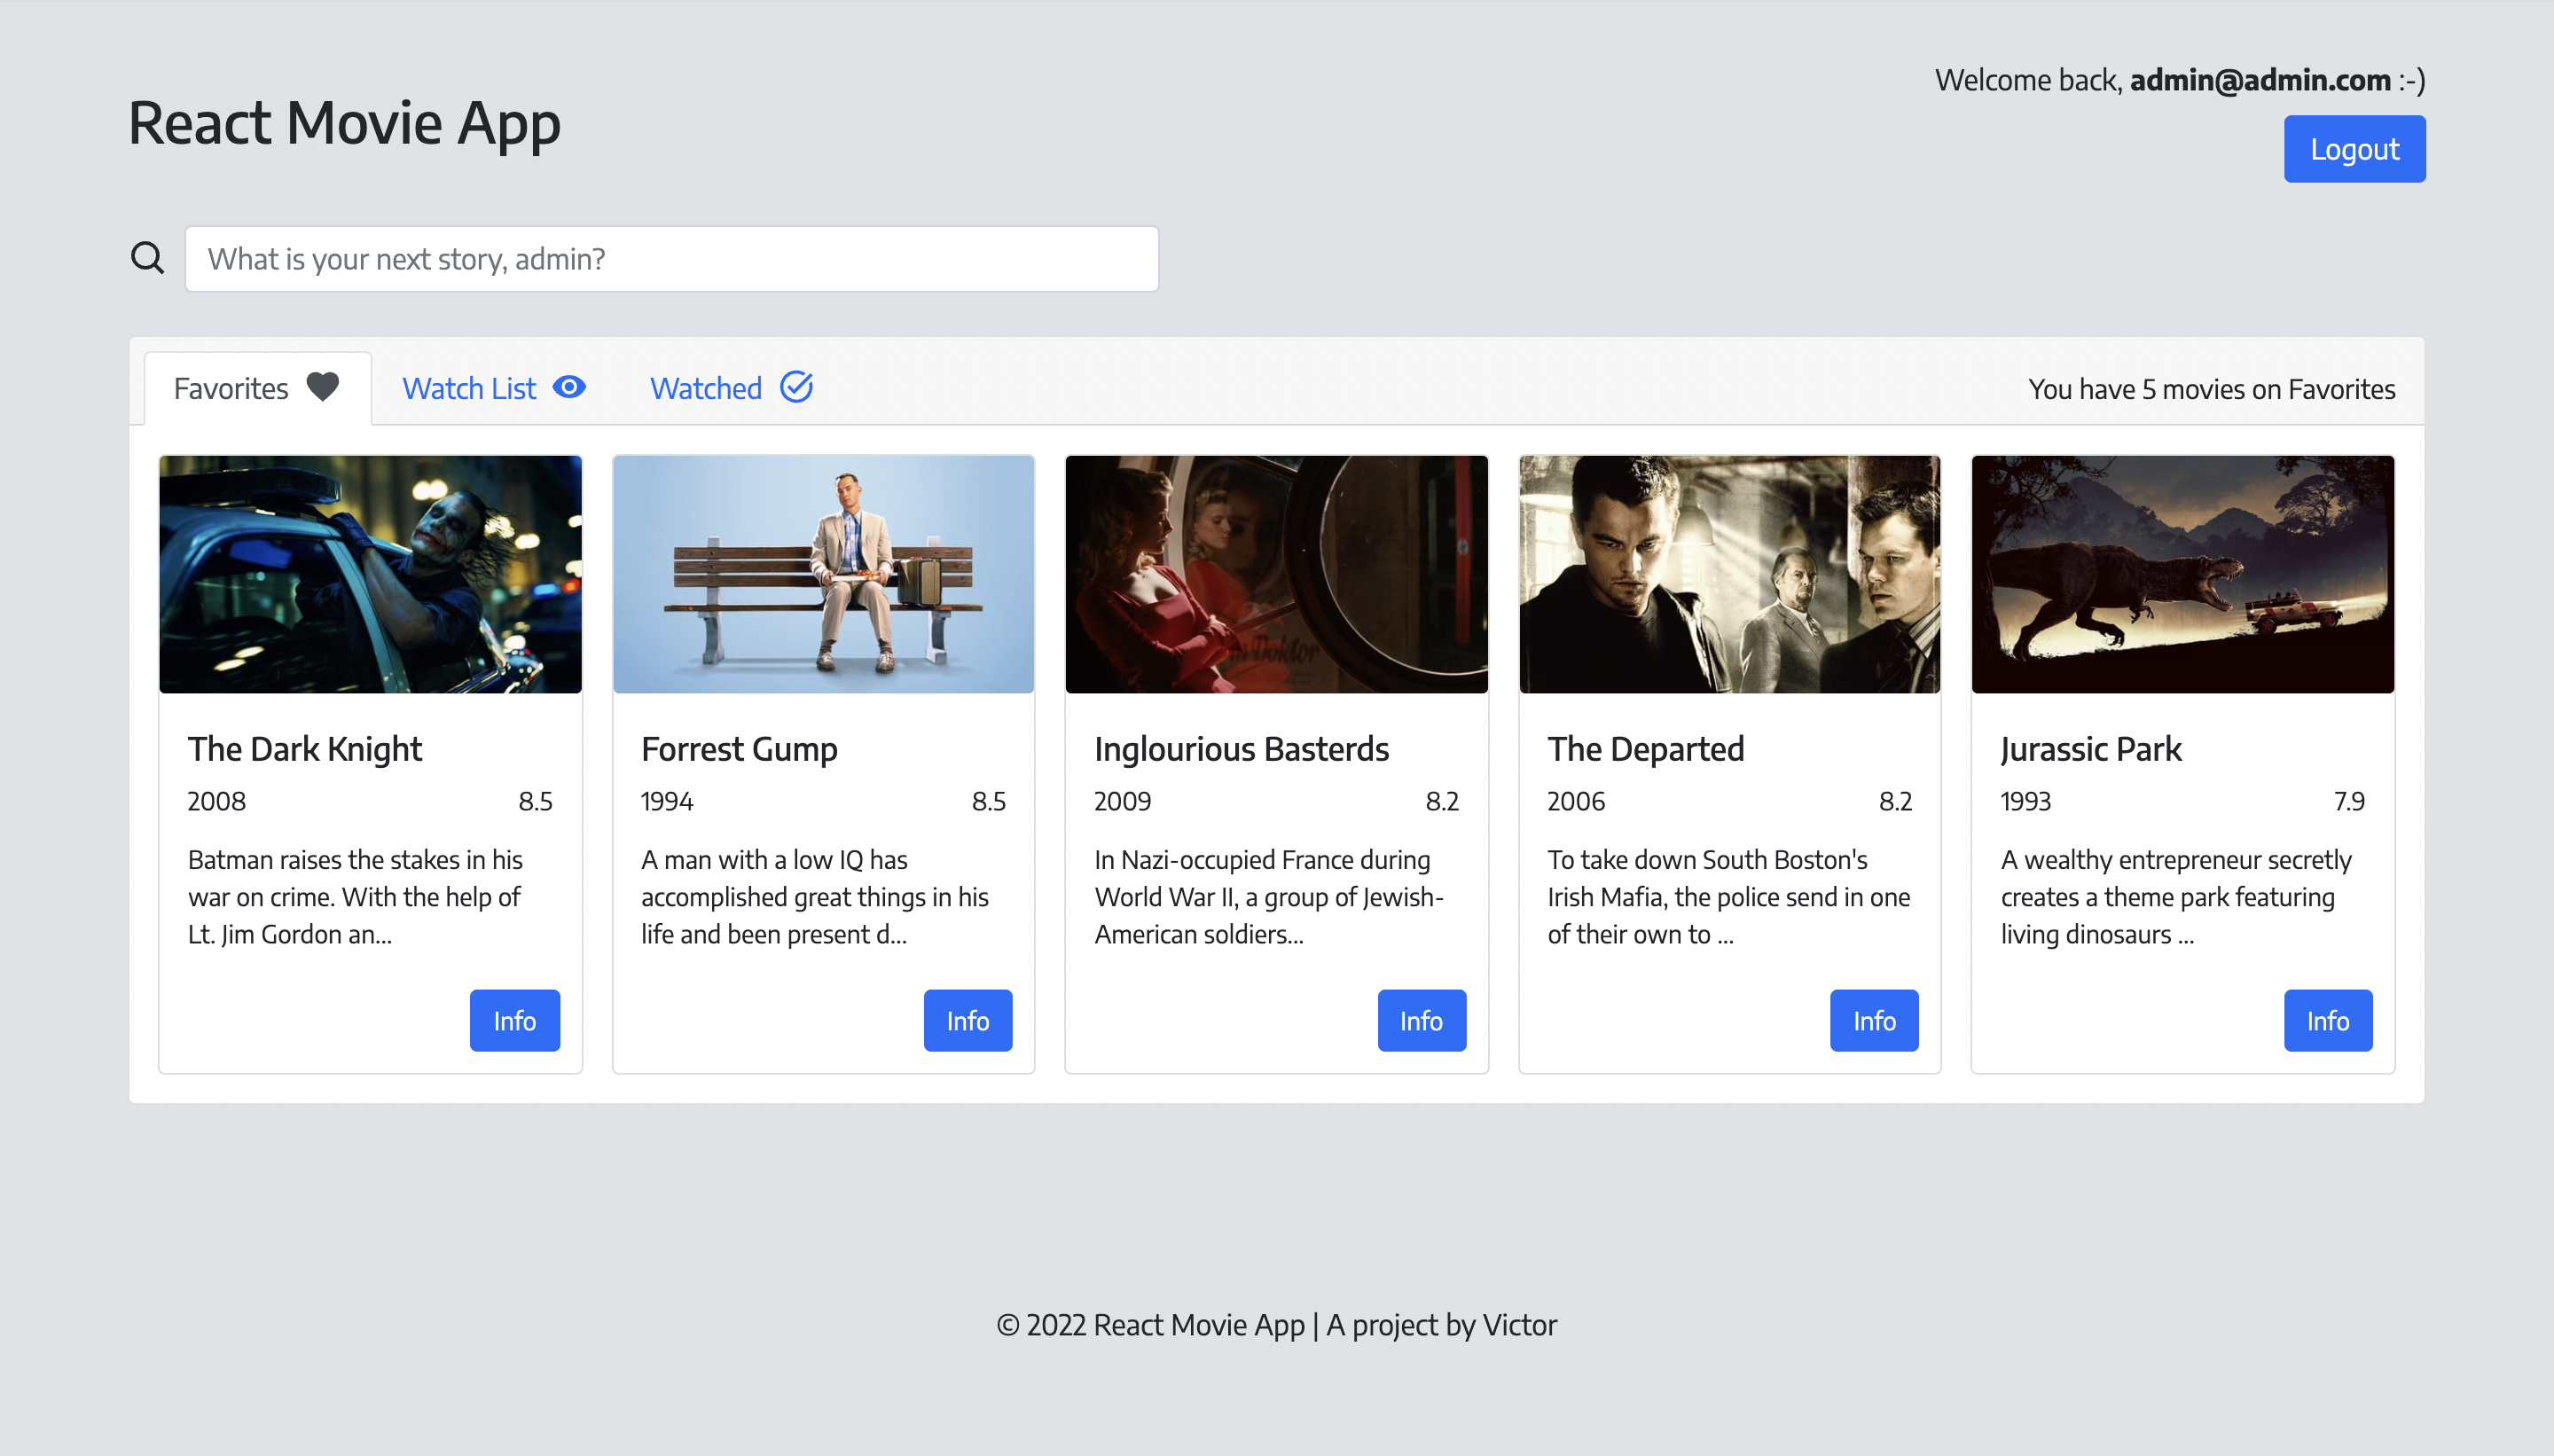 React Movie App
Welcome back, admin@admin.com :-)
Logout
What is your next story, admin?
Favorites
Watch List
Watched
You have 5 movies on Favorites
The Dark Knight
2008 8.5
Batman raises the stakes in his
war on crime. With the help of
Lt. Jim Gordon an...
Info
Forrest Gump
1994 8.5
A man with a low IQ has
accomplished great things in his
life and been present d...
Info
Doktor
Inglourious Basterds
2009 8.2
In Nazi-occupied France during
World War II, a group of Jewish-
American soldiers...
Info
The Departed
2006 8.2
To take down South Boston's
Irish Mafia, the police send in one
of their own to ...
Info
Jurassic Park
1993 7.9
A wealthy entrepreneur secretly
creates a theme park featuring
living dinosaurs ...
Info
© 2022 React Movie App | A project by Victor